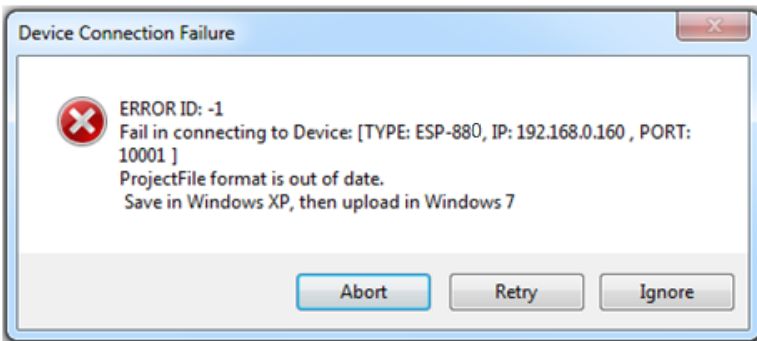 Device Connection Failure
ERROR ID: -1
Fail in connecting to Device: [TYPE: ESP-880, IP: 192.168.0.160 , PORT:
10001 ]
ProjectFile format is out of date.
Save in Windows XP, then upload in Windows 7
Abort Retry Ignore